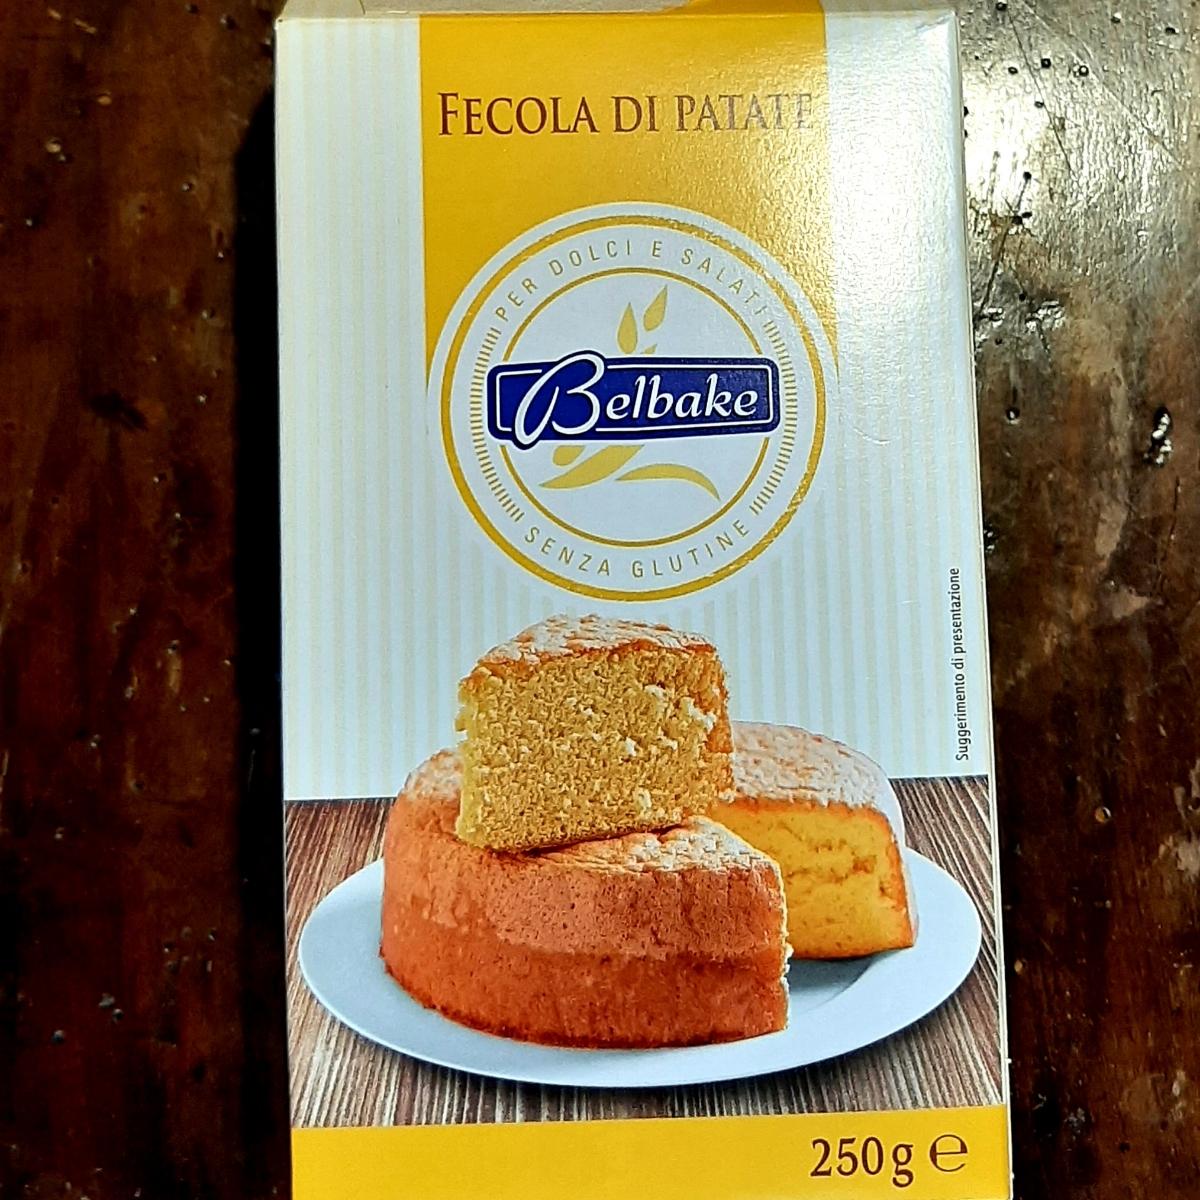 FECOLA DI PATATE
PER DOLCI E SALATI
Belbake
SENZA GLUTINE
Suggerimento di presentazione
250g ℮